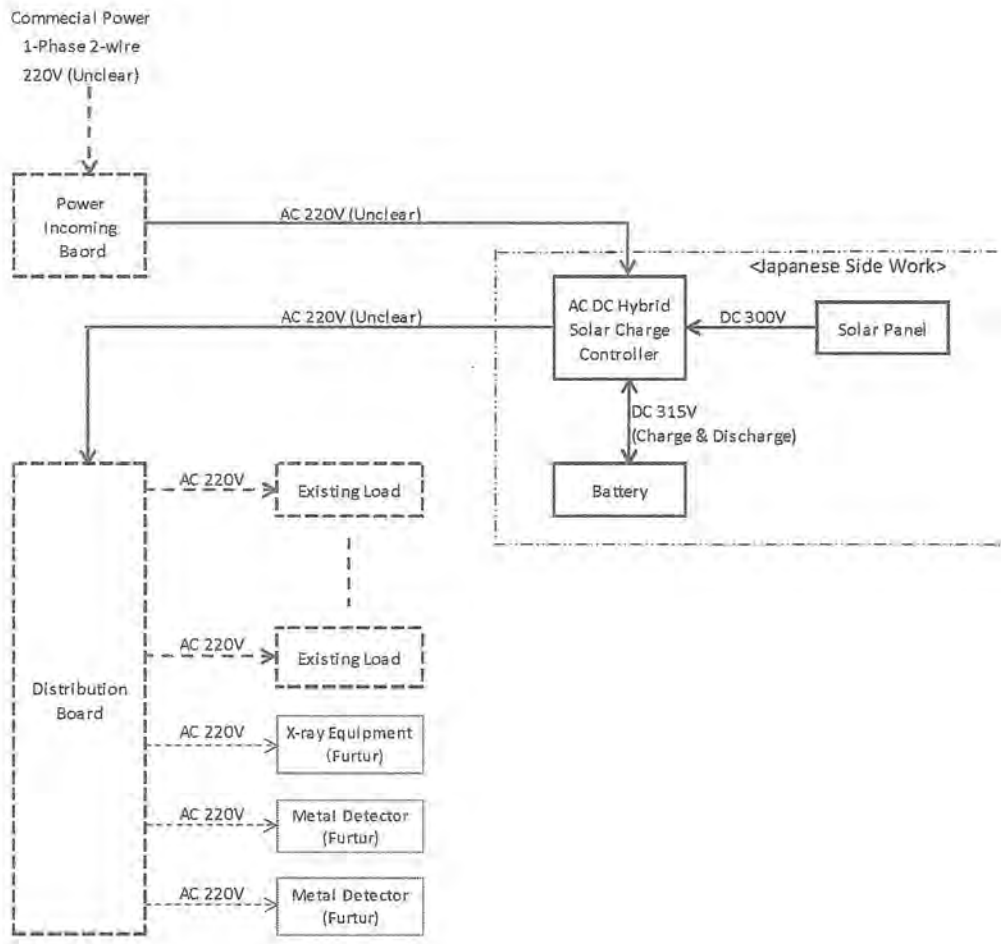 Commecial Power
1-Phase 2-wire
220V (Unclear)
Power
Incoming
Baord
AC 220V (Unclear)
<Japanese Side Work>
AC DC Hybrid
Solar Charge
Controller
DC 300V
Solar Panel
AC 220V (Unclear)
DC 315V
(Charge & Discharge)
Battery
Distribution
Board
AC 220V
Existing Load
AC 220V
Existing Load
AC 220V
X-ray Equipment
(Furtur)
AC 220V
Metal Detector
(Furtur)
AC 220V
Metal Detector
(Furtur)